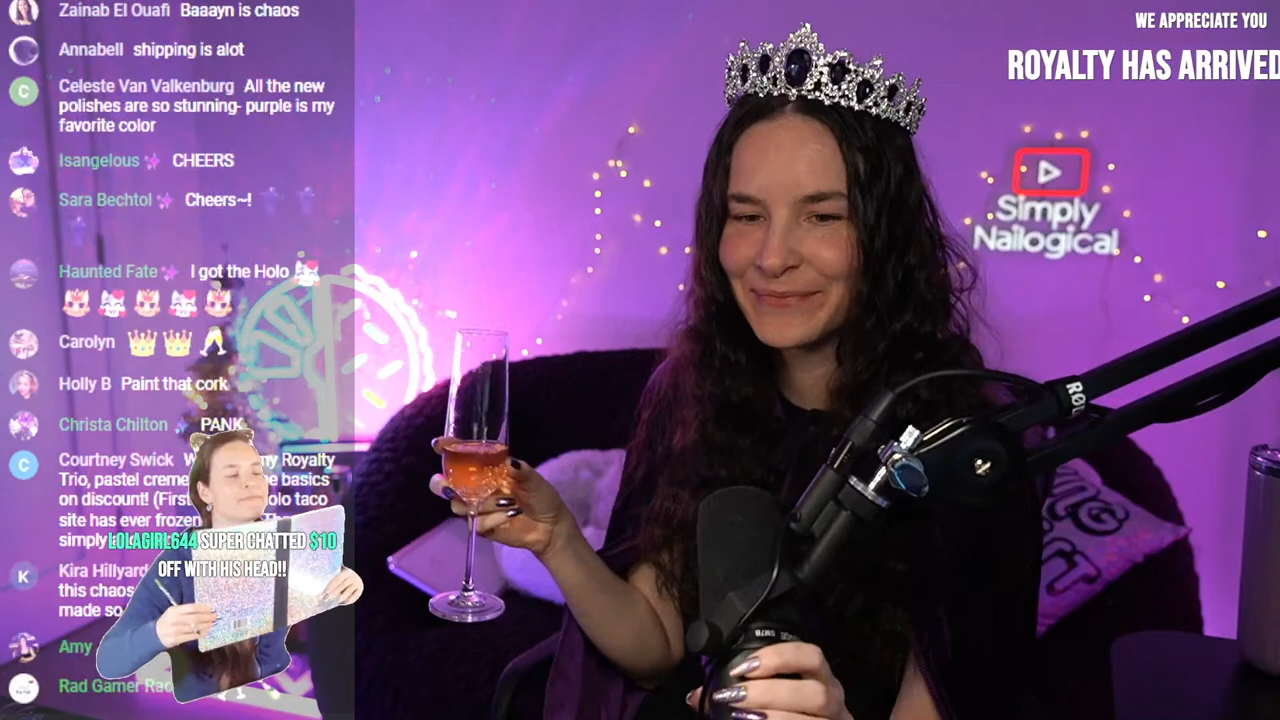 Zainab El Ouafi Baaayn is chaos
Annabell shipping is alot
C Celeste Van Valkenburg All the new
polishes are so stunning- purple is my
favorite color
Isangelous CHEERS
Sara Bechtol Cheers~!
Haunted Fate I got the Holo
Carolyn
Holly B Paint that cork
Christa Chilton PANK
C Courtney Swick my Royalty
Trio, pastel creme basics
on discount! (First olo taco
site has ever frozen
simply
LOLAGIRL644 SUPER CHATTED $10
OFF WITH HIS HEAD!!
K Kira Hillyard
this chaos
made so
Amy
Rad Gamer Rac
WE APPRECIATE YOU
ROYALTY HAS ARRIVED
Simply
Nailogical
RØD
SM7B